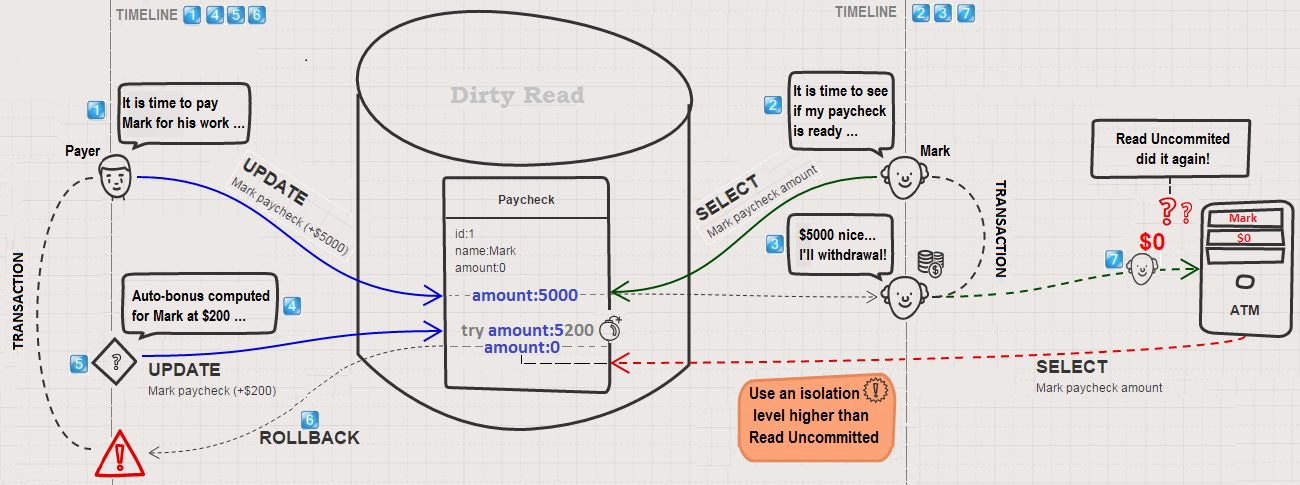 TIMELINE 1 4 5 6
TIMELINE 2 3 7
Dirty Read
1
It is time to pay
Mark for his work ...
Payer
UPDATE
Mark paycheck (+$5000)
2
It is time to see
if my paycheck
is ready ...
Mark
SELECT
Mark paycheck amount
TRANSACTION
Paycheck
id:1
name:Mark
amount:0
amount:5000
try amount:5200
amount:0
3
$5000 nice...
I'll withdrawal!
$
TRANSACTION
Read Uncommited
did it again!
? ?
$0
7
Mark
$0
ATM
Auto-bonus computed
for Mark at $200 ...
4
5
?
UPDATE
Mark paycheck (+$200)
6
ROLLBACK
!
Use an isolation !
level higher than
Read Uncommitted
SELECT
Mark paycheck amount